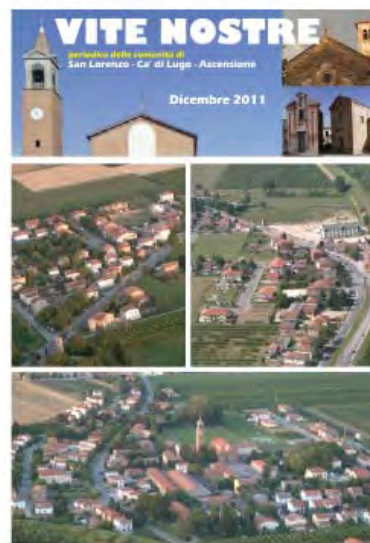 VITE NOSTRE
periodico delle comunità di
San Lorenzo - Ca' di Lugo - Ascensione
Dicembre 2011